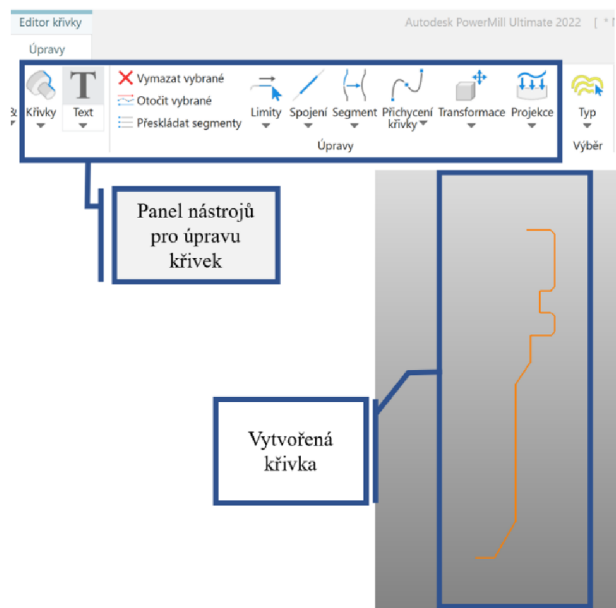 Editor křivky
Autodesk PowerMill Ultimate 2022 [ *
Úpravy
Křivky
Text
Vymazat vybrané
Otočit vybrané
Přeskládat segmenty
Limity
Spojení
Segment
Přichycení
křivky
Transformace
Projekce
Typ
Úpravy
Výběr
Panel nástrojů
pro úpravu
křivek
Vytvořená
křivka